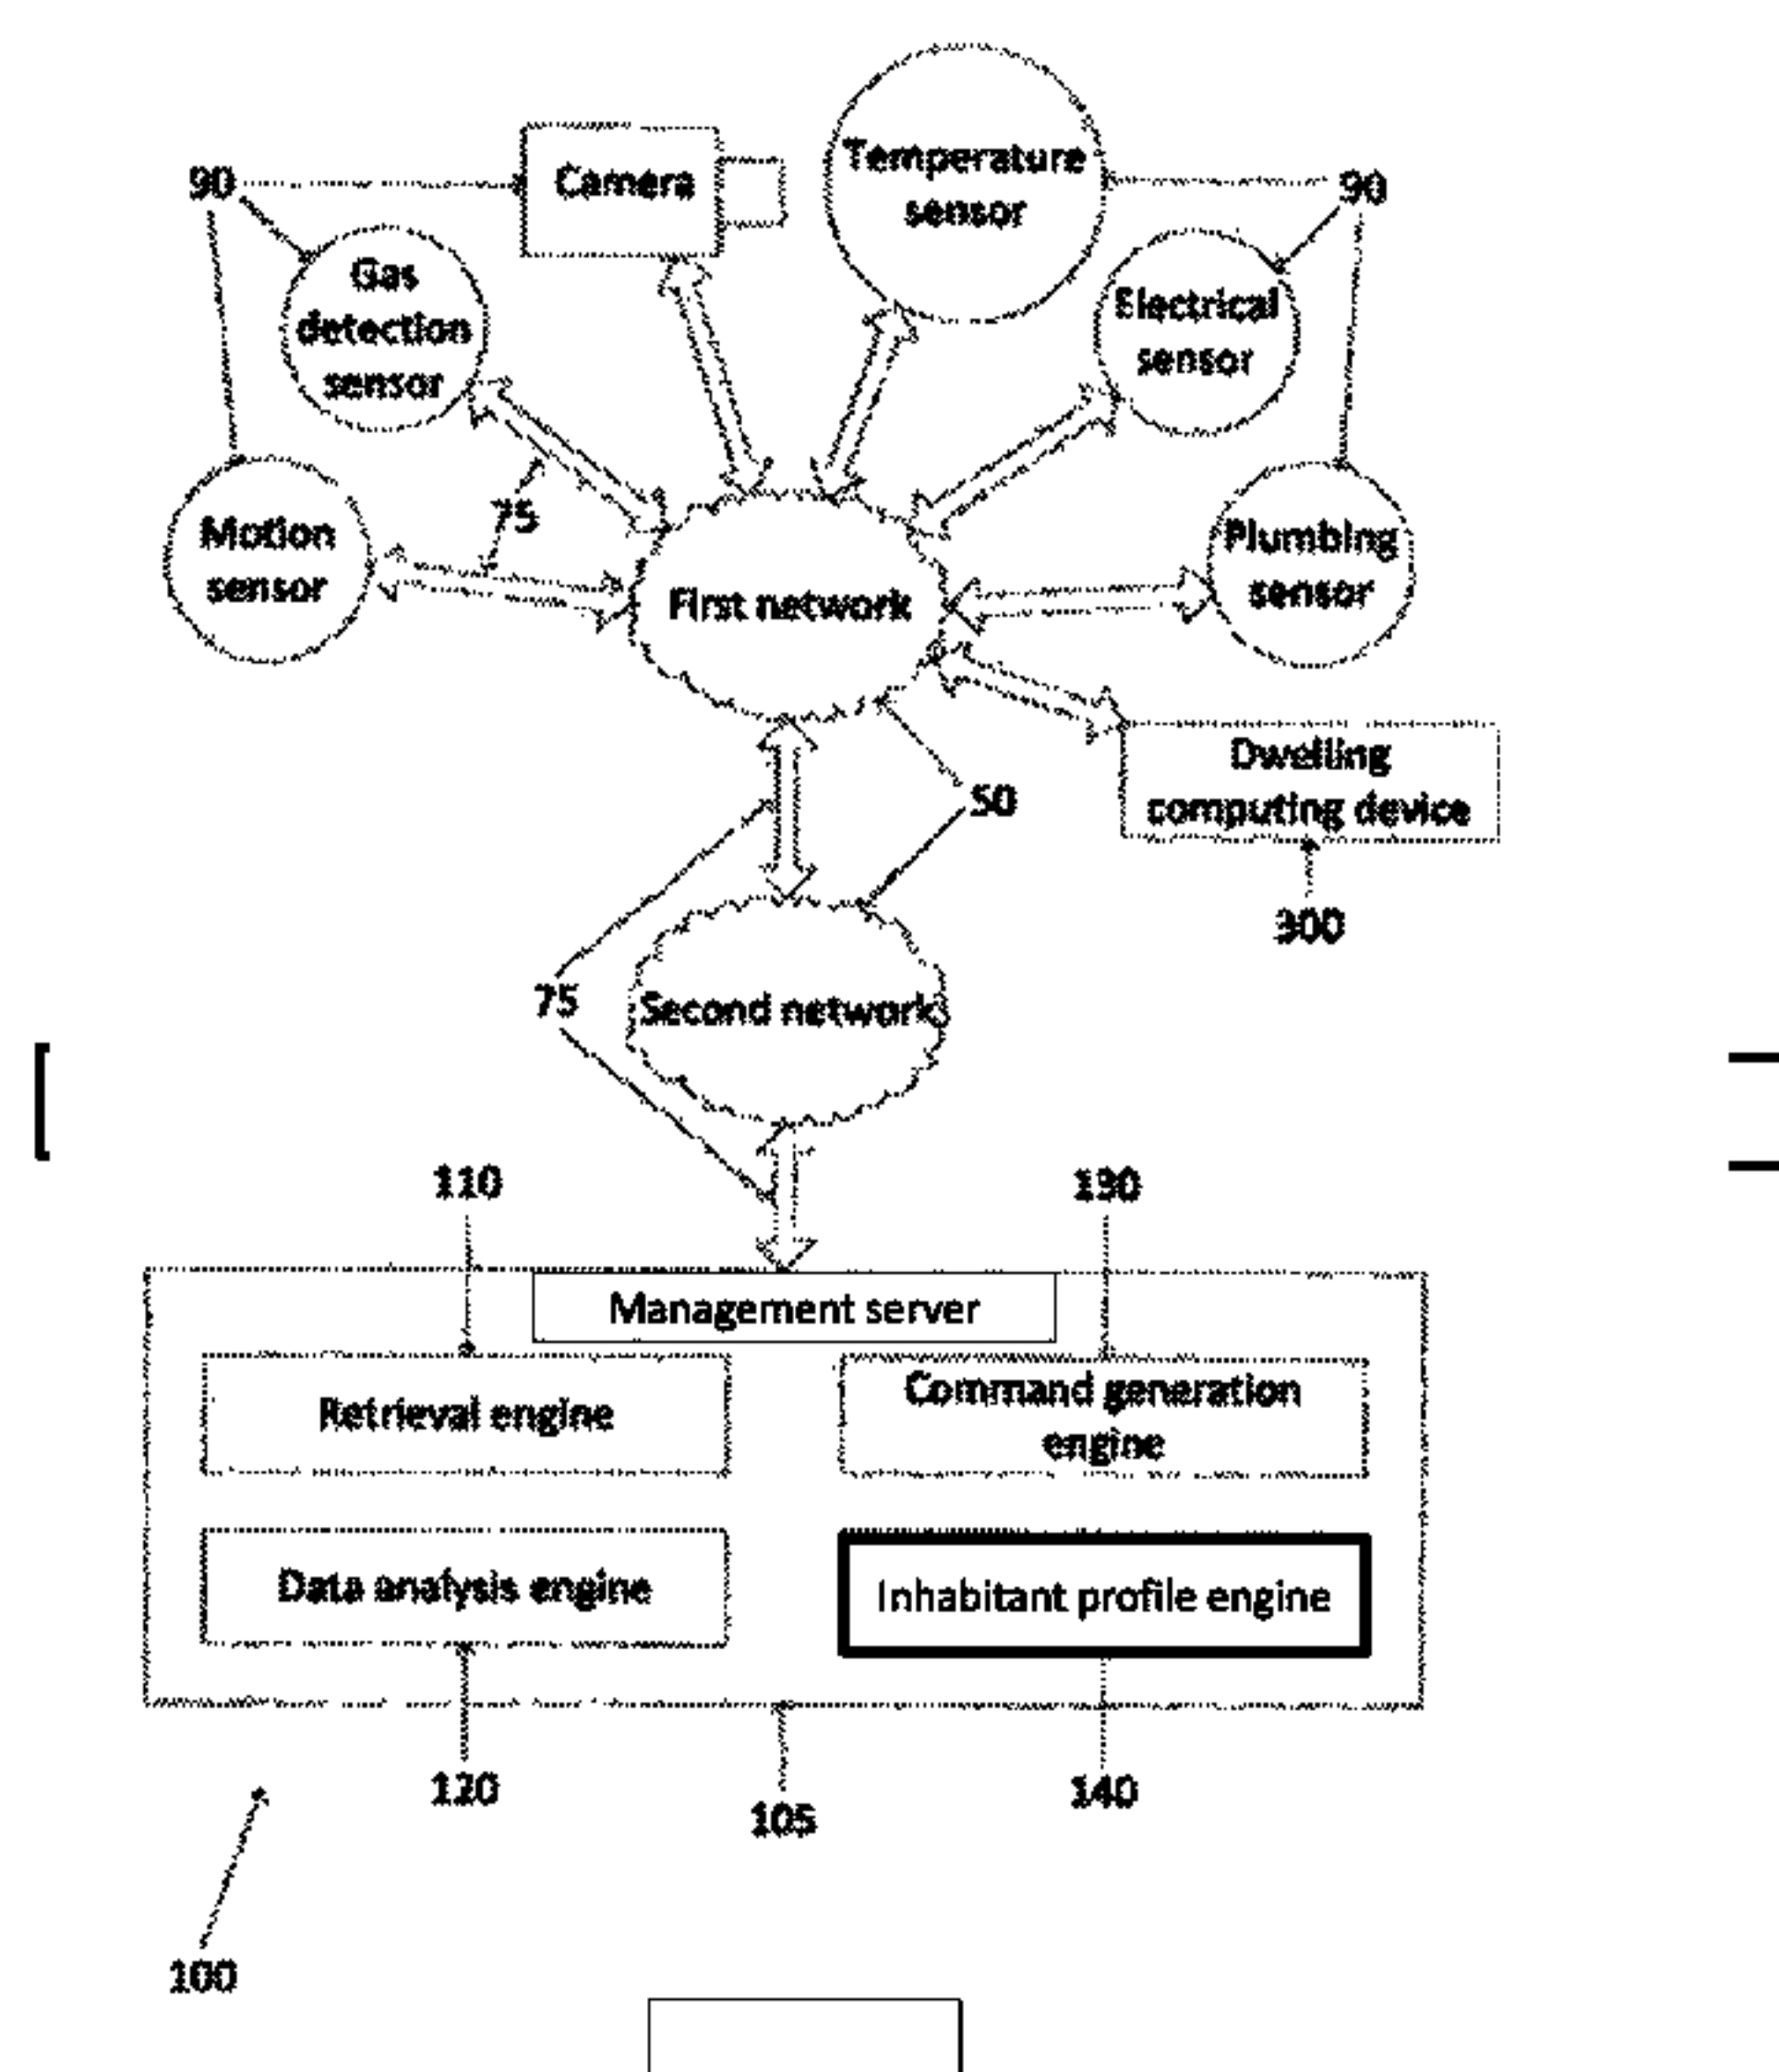 Temperature
sensor
Camera
90
90
Gas
detection
sensor
Electrical
sensor
75
Motion
sensor
Plumbing
sensor
First network
Dwelling
computing device
50
300
75
Second network
110
130
Management server
Retrieval engine
Command generation
engine
Data analysis engine
Inhabitant profile engine
120
105
140
100